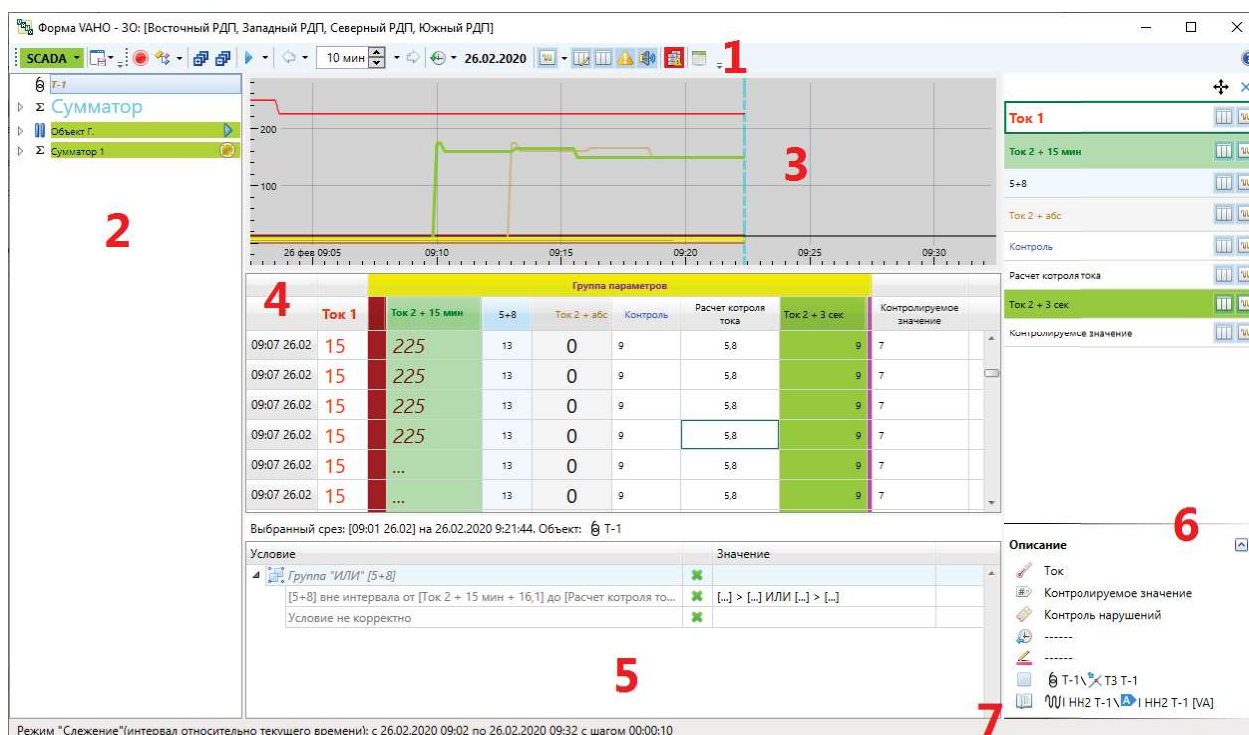 Форма VAHO - ЗО: [Восточный РДП, Западный РДП, Северный РДП, Южный РДП]
SCADA 10 мин 26.02.2020 1
T-1
Сумматор
Объект Г.
Сумматор 1
2
200
100
3
26 фев 09:05 09:10 09:15 09:20 09:25 09:30
4
Группа параметров
Ток 1 Ток 2 + 15 мин 5+8 Ток 2 + абс Контроль Расчет котроля тока Ток 2 + 3 сек Контролируемое значение
09:07 26.02 15 225 13 0 9 5,8 9 7
09:07 26.02 15 225 13 0 9 5,8 9 7
09:07 26.02 15 225 13 0 9 5,8 9 7
09:07 26.02 15 225 13 0 9 5,8 9 7
09:07 26.02 15 ... 13 0 9 5,8 9 7
09:07 26.02 15 ... 13 0 9 5,8 9 7
Выбранный срез: [09:01 26.02] на 26.02.2020 9:21:44. Объект: T-1
Условие Значение
Группа "ИЛИ" [5+8]
[5+8] вне интервала от [Ток 2 + 15 мин + 16,1] до [Расчет котроля то... [...] > [...] ИЛИ [...] > [...]
Условие не корректно
5
Ток 1
Ток 2 + 15 мин
5+8
Ток 2 + абс
Контроль
Расчет котроля тока
Ток 2 + 3 сек
Контролируемое значение
6
Описание
Ток
Контролируемое значение
Контроль нарушений
------
------
T-1\ ТЗ T-1
I НН2 T-1\ I НН2 T-1 [VA]
7
Режим "Слежение"(интервал относительно текущего времени): с 26.02.2020 09:02 по 26.02.2020 09:32 с шагом 00:00:10